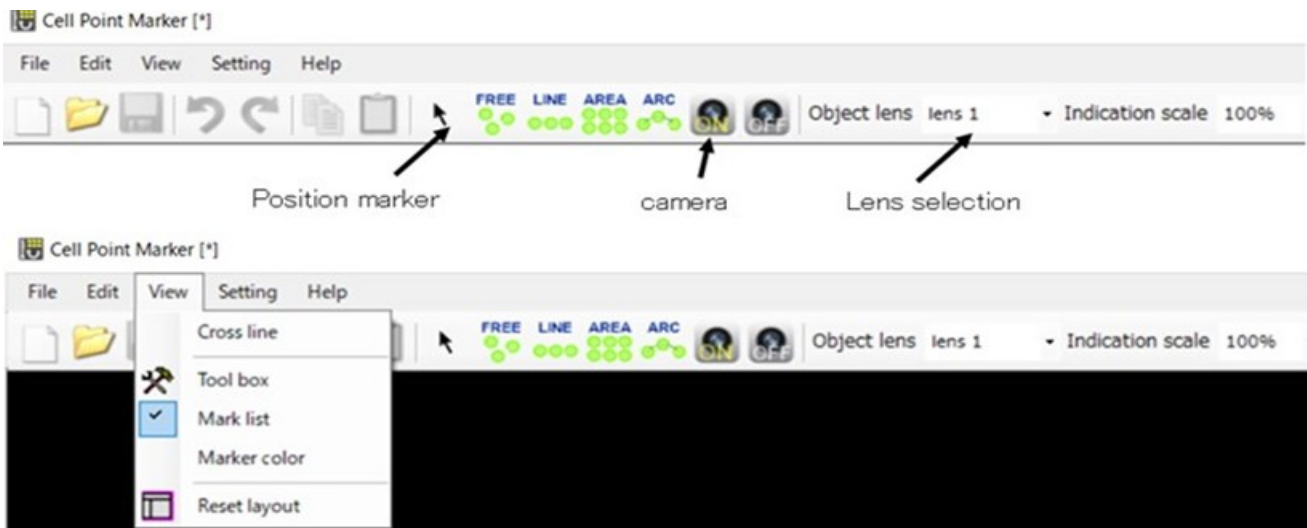 Cell Point Marker [*]
File Edit View Setting Help
FREE LINE AREA ARC ON OFF Object lens lens 1 Indication scale 100%
Position marker camera Lens selection
Cell Point Marker [*]
File Edit View Setting Help
FREE LINE AREA ARC ON OFF Object lens lens 1 Indication scale 100%
Cross line
Tool box
Mark list
Marker color
Reset layout